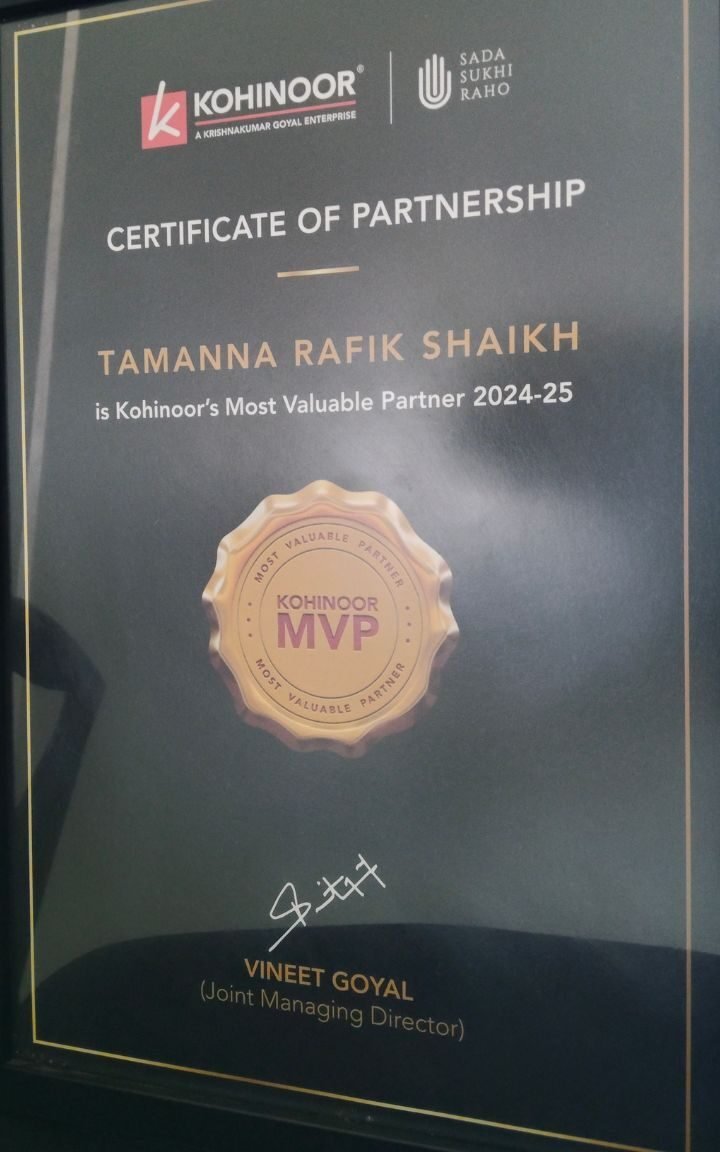 KOHINOOR®
A KRISHNAKUMAR GOYAL ENTERPRISE
SADA
SUKHI
RAHO
CERTIFICATE OF PARTNERSHIP
TAMANNA RAFIK SHAIKH
is Kohinoor's Most Valuable Partner 2024-25
MOST VALUABLE PARTNER
KOHINOOR
MVP
MOST VALUABLE PARTNER
VINEET GOYAL
(Joint Managing Director)